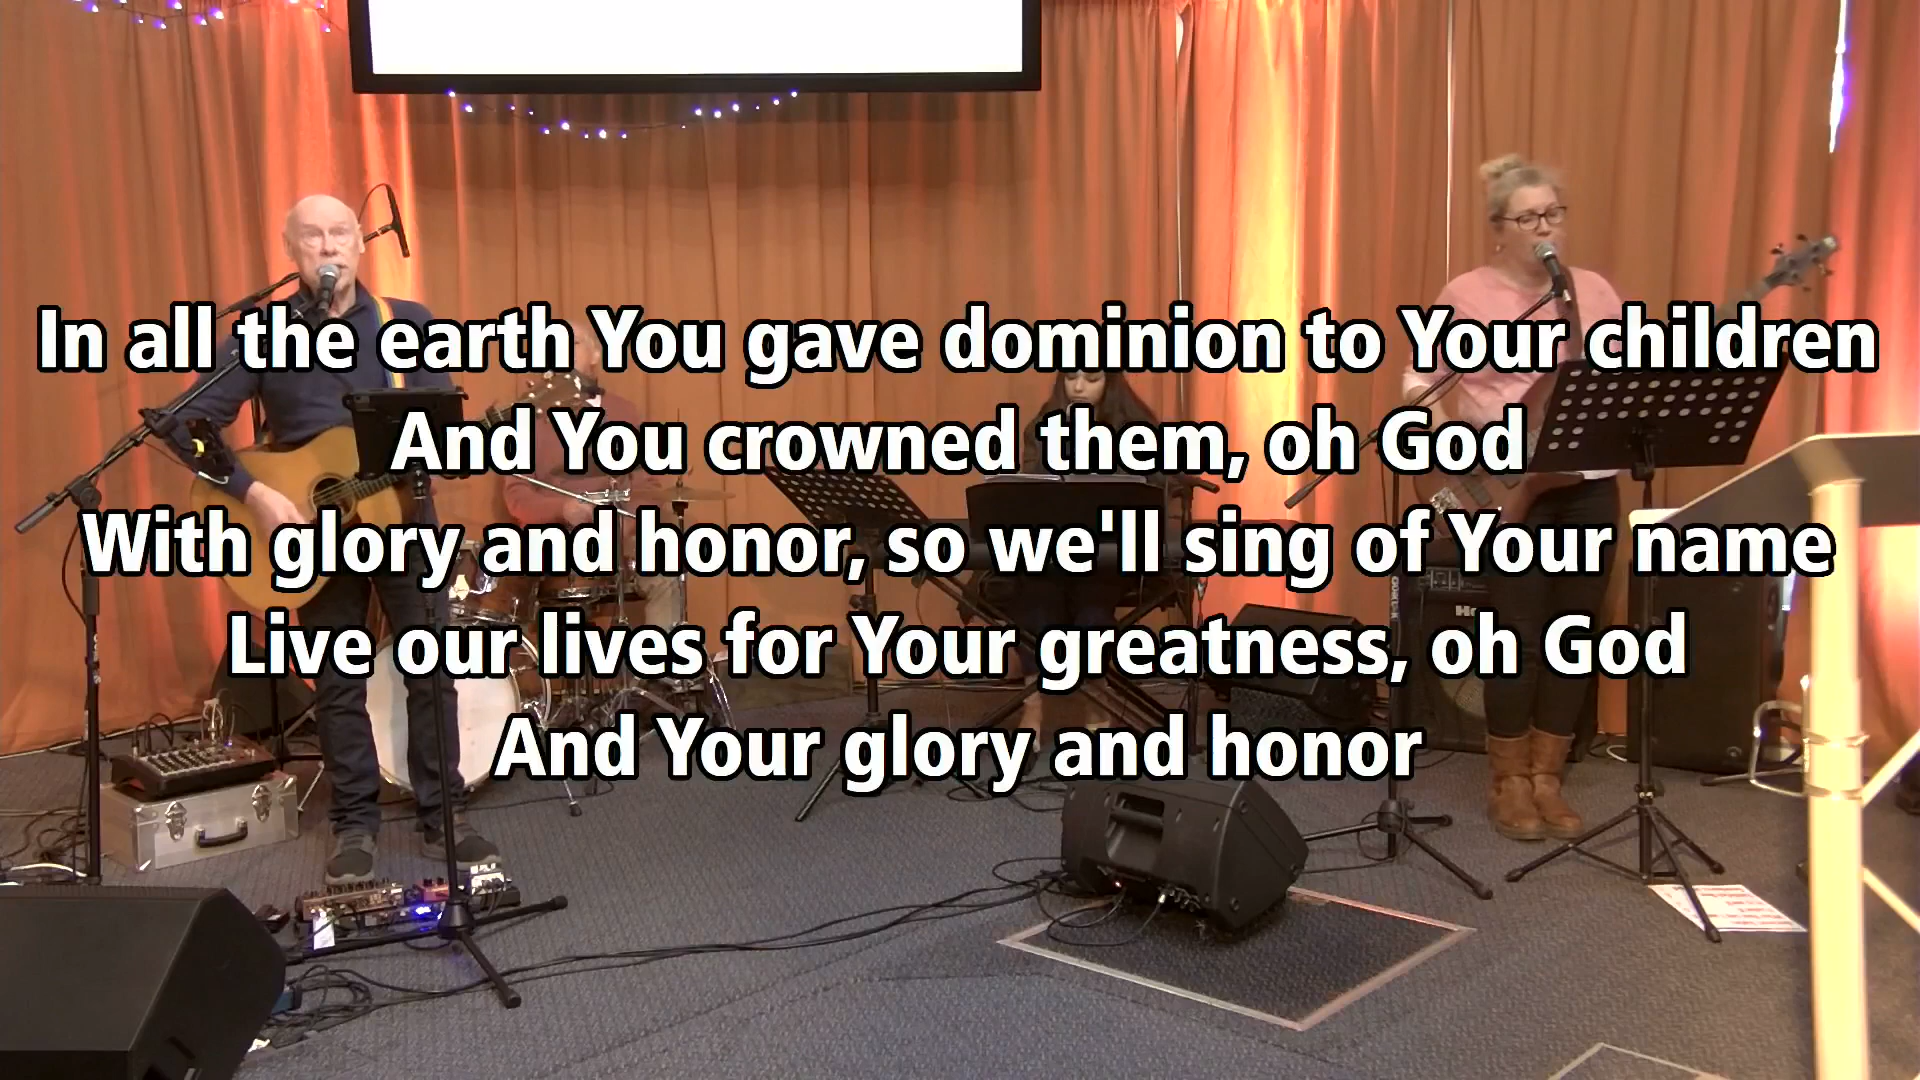 In all the earth You gave dominion to Your children
And You crowned them, oh God
With glory and honor, so we'll sing of Your name
Live our lives for Your greatness, oh God
And Your glory and honor